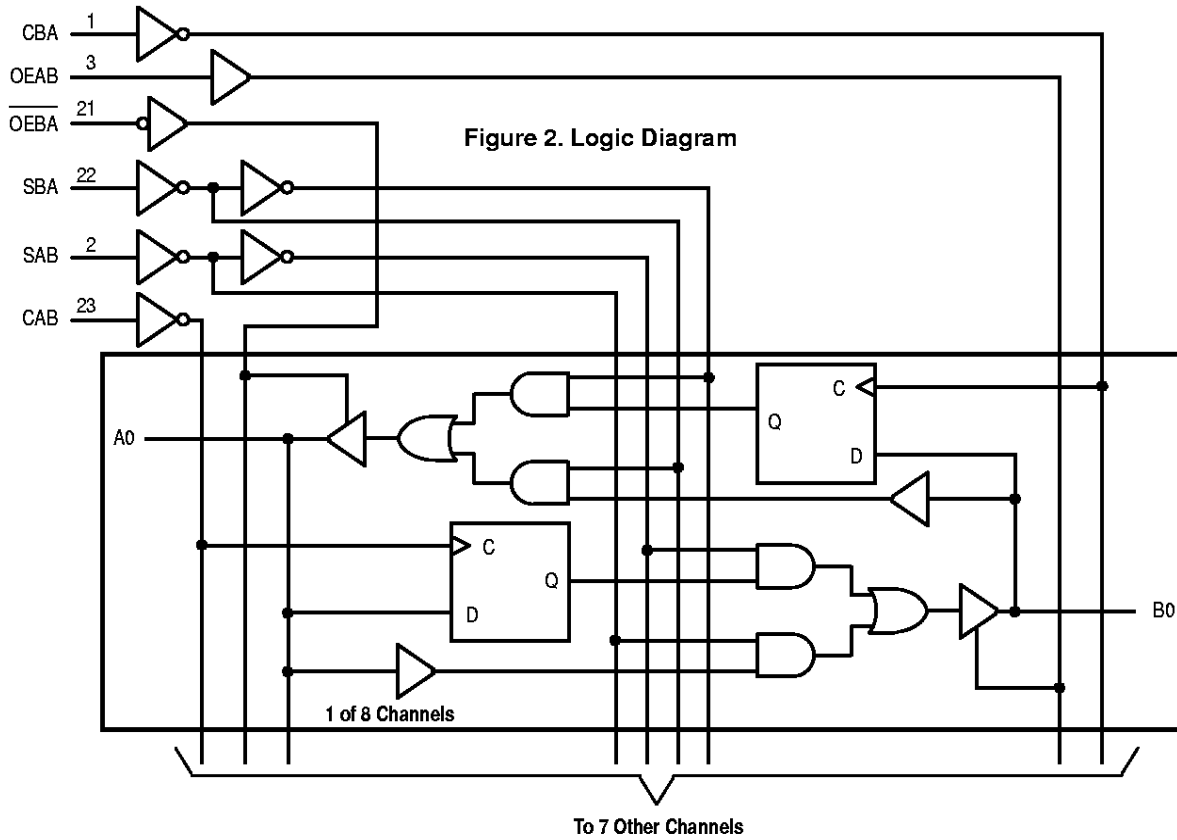 CBA 1
OEAB 3
OEBA 21
Figure 2. Logic Diagram
SBA 22
SAB 2
CAB 23
C
Q
D
A0
C
Q
D
B0
1 of 8 Channels
To 7 Other Channels